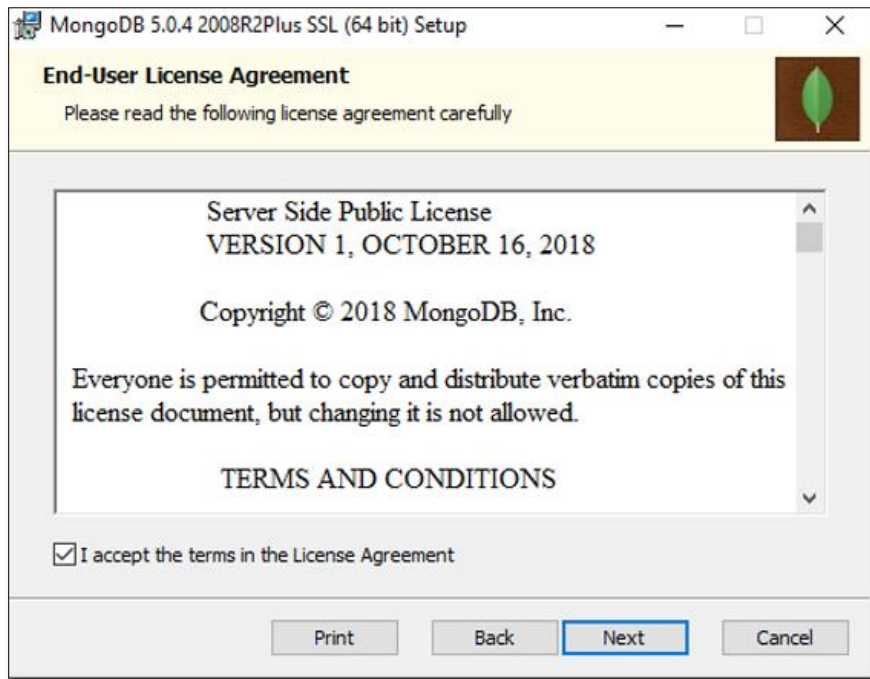 MongoDB 5.0.4 2008R2Plus SSL (64 bit) Setup
End-User License Agreement
Please read the following license agreement carefully
Server Side Public License
VERSION 1, OCTOBER 16, 2018
Copyright © 2018 MongoDB, Inc.
Everyone is permitted to copy and distribute verbatim copies of this
license document, but changing it is not allowed.
TERMS AND CONDITIONS
I accept the terms in the License Agreement
Print Back Next Cancel